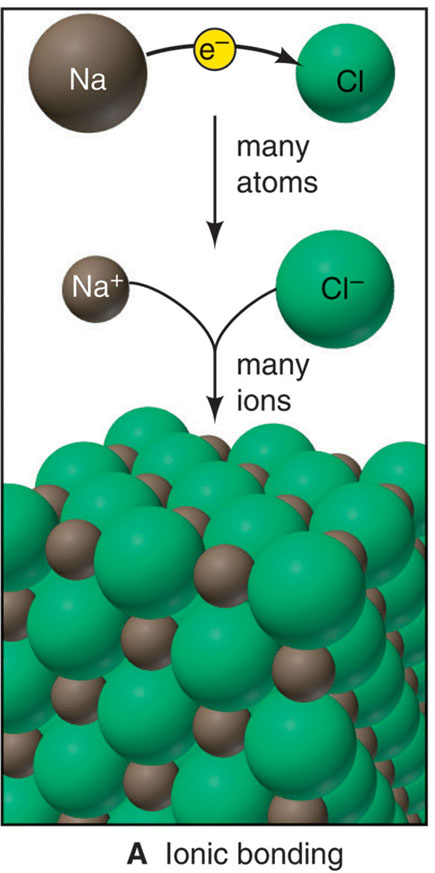 Na e⁻ Cl
many
atoms
Na⁺ Cl⁻
many
ions
A Ionic bonding